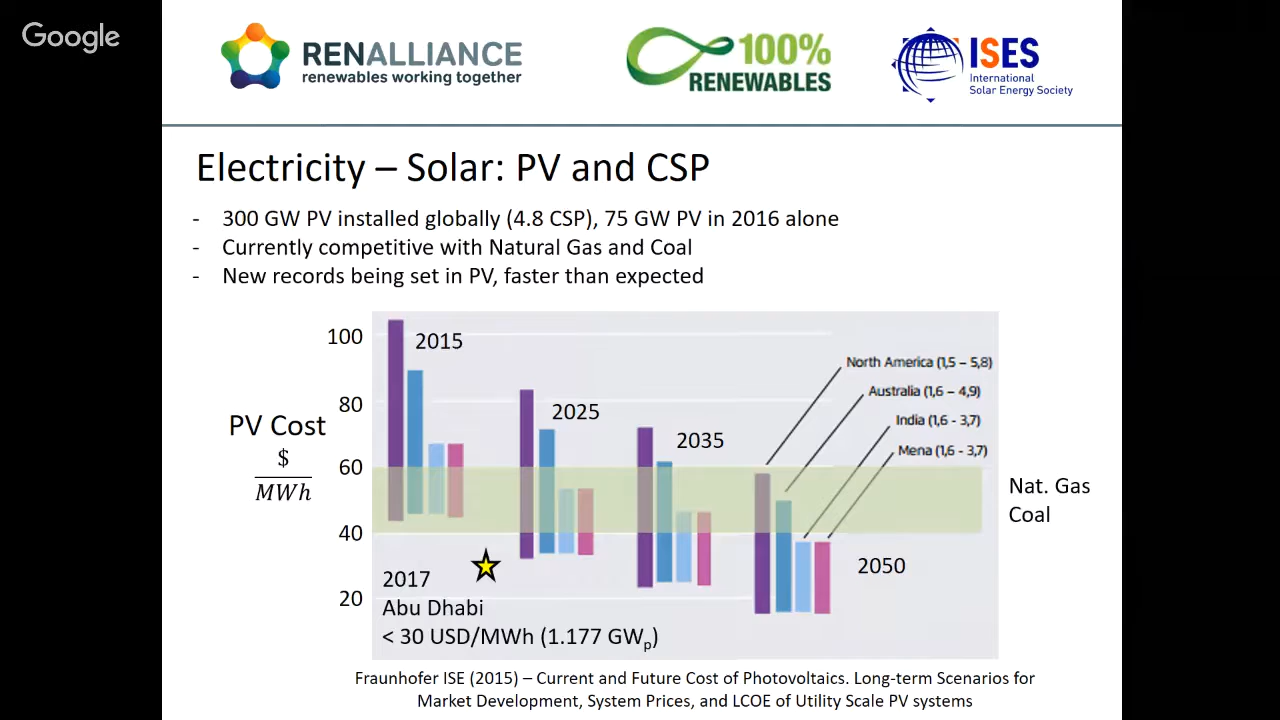 Google
RENALLIANCE
renewables working together
100%
RENEWABLES
ISES
International
Solar Energy Society
Electricity – Solar: PV and CSP
- 300 GW PV installed globally (4.8 CSP), 75 GW PV in 2016 alone
- Currently competitive with Natural Gas and Coal
- New records being set in PV, faster than expected
PV Cost
$
MWh
100
80
60
40
20
2015
2025
2035
2050
North America (1,5 – 5,8)
Australia (1,6 – 4,9)
India (1,6 - 3,7)
Mena (1,6 - 3,7)
Nat. Gas
Coal
2017
Abu Dhabi
< 30 USD/MWh (1.177 GWp)
Fraunhofer ISE (2015) – Current and Future Cost of Photovoltaics. Long-term Scenarios for
Market Development, System Prices, and LCOE of Utility Scale PV systems